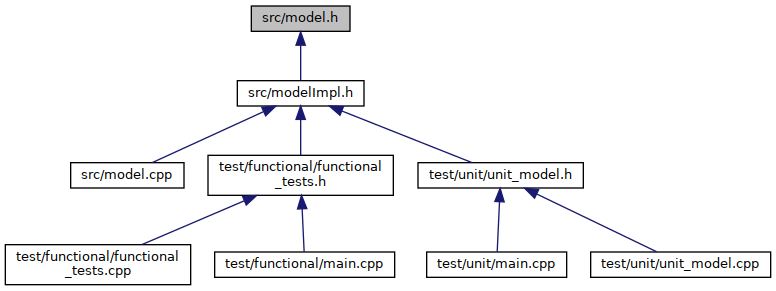 src/model.h
src/modelImpl.h
src/model.cpp
test/functional/functional
_tests.h
test/unit/unit_model.h
test/functional/functional
_tests.cpp
test/functional/main.cpp
test/unit/main.cpp
test/unit/unit_model.cpp